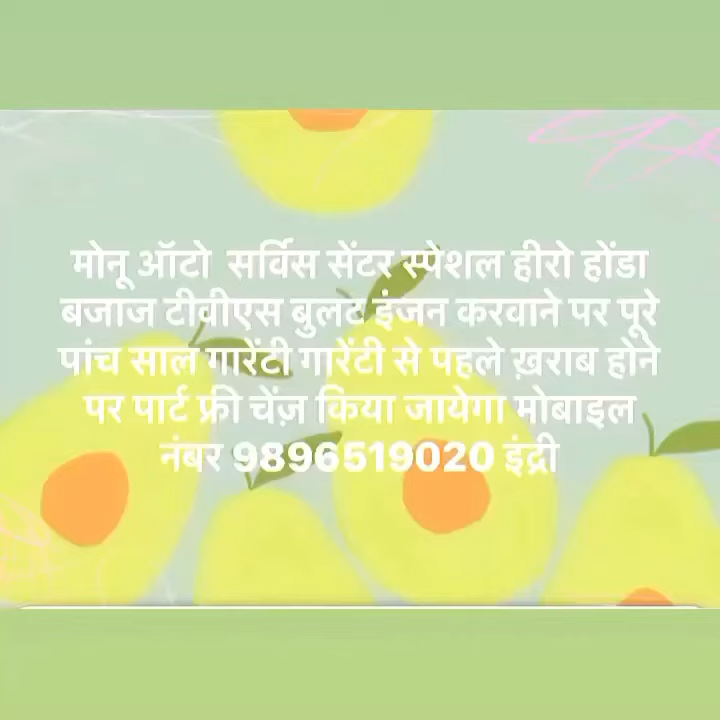 मोनू ऑटो सर्विस सेंटर स्पेशल हीरो होंडा
बजाज टीवीएस बुलट इंजन करवाने पर पूरे
पांच साल गारेंटी गारेंटी से पहले ख़राब होने
पर पार्ट फ्री चेंज़ किया जायेगा मोबाइल
नंबर 9896519020 इंद्री